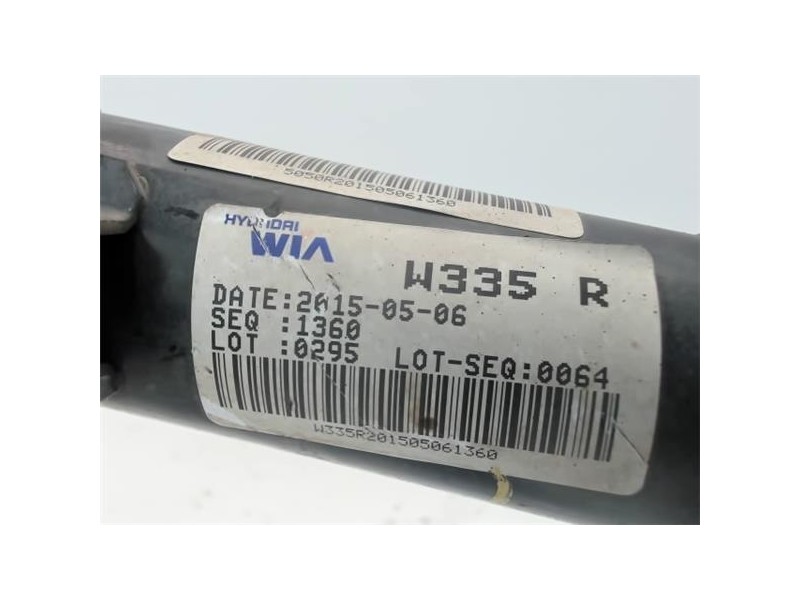 5050R201505061360
HYUNDAI
WIA
W335 R
DATE:2015-05-06
SEQ :1360
LOT :0295 LOT-SEQ:0064
W335R201505061360